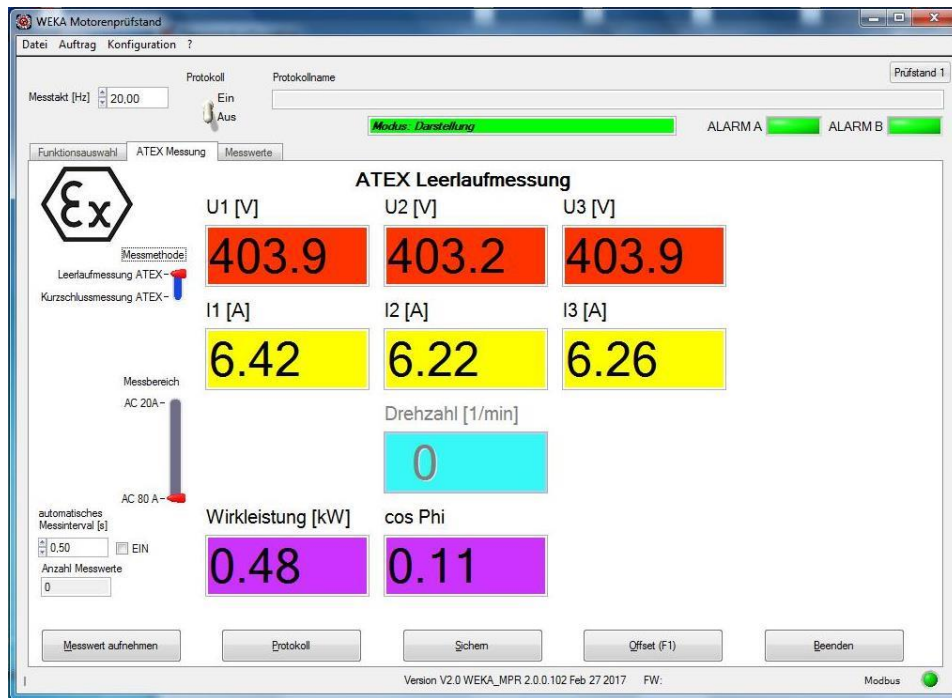 WEKA Motorenprüfstand
Datei Auftrag Konfiguration ?
Prüfstand 1
Protokoll
Protokollname
Messtakt [Hz] 20,00
Ein
Aus
Modus: Darstellung
ALARM A
ALARM B
Funktionsauswahl ATEX Messung Messwerte
Ex
ATEX Leerlaufmessung
U1 [V] U2 [V] U3 [V]
403.9 403.2 403.9
Messmethode
Leerlaufmessung ATEX
Kurzschlussmessung ATEX
I1 [A] I2 [A] I3 [A]
6.42 6.22 6.26
Messbereich
AC 20A
AC 80 A
Drehzahl [1/min]
0
automatisches
Messinterval [s]
0,50 EIN
Anzahl Messwerte
0
Wirkleistung [kW] cos Phi
0.48 0.11
Messwert aufnehmen Protokoll Sichern Offset (F1) Beenden
Version V2.0 WEKA_MPR 2.0.0.102 Feb 27 2017 FW: Modbus